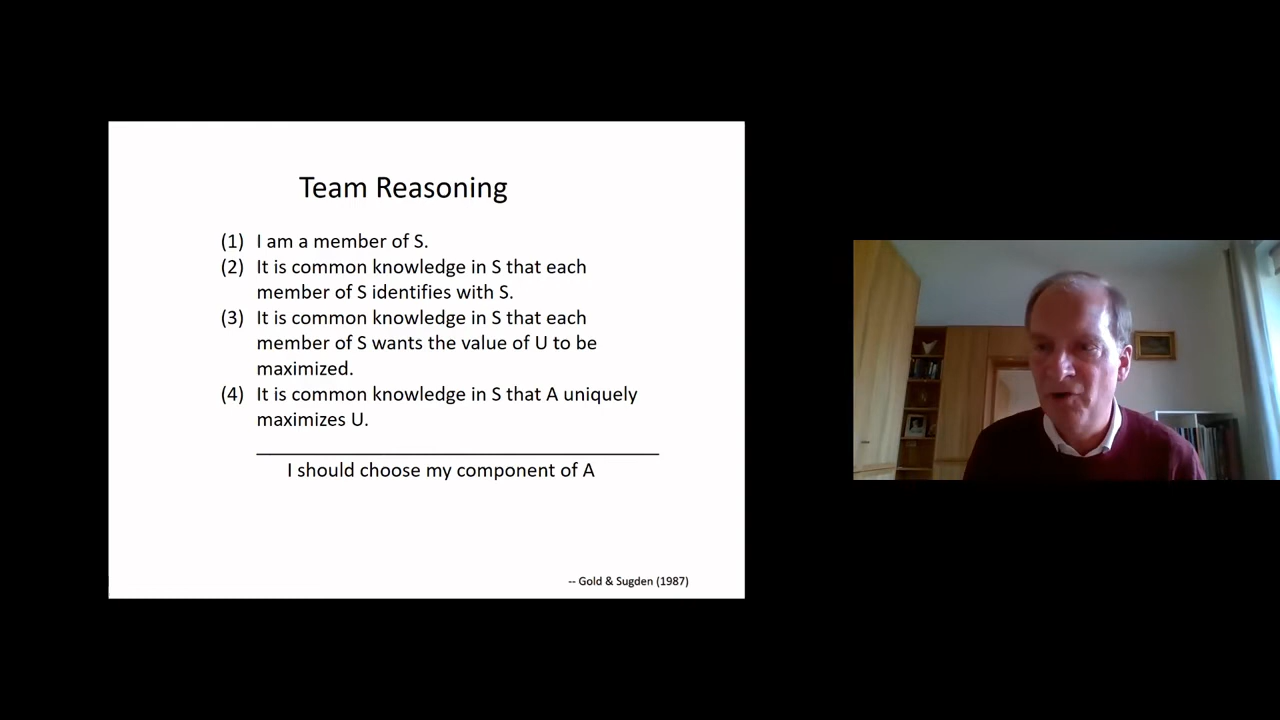 Team Reasoning
(1) I am a member of S.
(2) It is common knowledge in S that each
member of S identifies with S.
(3) It is common knowledge in S that each
member of S wants the value of U to be
maximized.
(4) It is common knowledge in S that A uniquely
maximizes U.
I should choose my component of A
-- Gold & Sugden (1987)